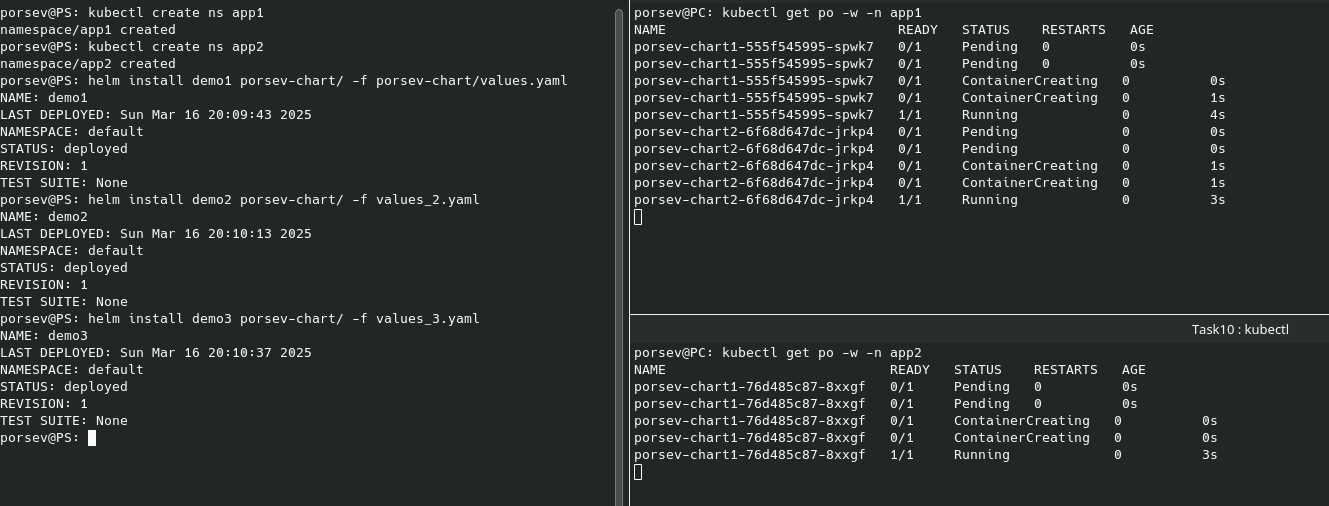 porsev@PS: kubectl create ns app1
namespace/app1 created
porsev@PS: kubectl create ns app2
namespace/app2 created
porsev@PS: helm install demo1 porsev-chart/ -f porsev-chart/values.yaml
NAME: demo1
LAST DEPLOYED: Sun Mar 16 20:09:43 2025
NAMESPACE: default
STATUS: deployed
REVISION: 1
TEST SUITE: None
porsev@PS: helm install demo2 porsev-chart/ -f values_2.yaml
NAME: demo2
LAST DEPLOYED: Sun Mar 16 20:10:13 2025
NAMESPACE: default
STATUS: deployed
REVISION: 1
TEST SUITE: None
porsev@PS: helm install demo3 porsev-chart/ -f values_3.yaml
NAME: demo3
LAST DEPLOYED: Sun Mar 16 20:10:37 2025
NAMESPACE: default
STATUS: deployed
REVISION: 1
TEST SUITE: None
porsev@PS:
porsev@PC: kubectl get po -w -n app1
NAME READY STATUS RESTARTS AGE
porsev-chart1-555f545995-spwk7 0/1 Pending 0 0s
porsev-chart1-555f545995-spwk7 0/1 Pending 0 0s
porsev-chart1-555f545995-spwk7 0/1 ContainerCreating 0 0s
porsev-chart1-555f545995-spwk7 0/1 ContainerCreating 0 1s
porsev-chart1-555f545995-spwk7 1/1 Running 0 4s
porsev-chart2-6f68d647dc-jrkp4 0/1 Pending 0 0s
porsev-chart2-6f68d647dc-jrkp4 0/1 Pending 0 0s
porsev-chart2-6f68d647dc-jrkp4 0/1 ContainerCreating 0 1s
porsev-chart2-6f68d647dc-jrkp4 0/1 ContainerCreating 0 1s
porsev-chart2-6f68d647dc-jrkp4 1/1 Running 0 3s
Task10 : kubectl
porsev@PC: kubectl get po -w -n app2
NAME READY STATUS RESTARTS AGE
porsev-chart1-76d485c87-8xxgf 0/1 Pending 0 0s
porsev-chart1-76d485c87-8xxgf 0/1 Pending 0 0s
porsev-chart1-76d485c87-8xxgf 0/1 ContainerCreating 0 0s
porsev-chart1-76d485c87-8xxgf 0/1 ContainerCreating 0 0s
porsev-chart1-76d485c87-8xxgf 1/1 Running 0 3s